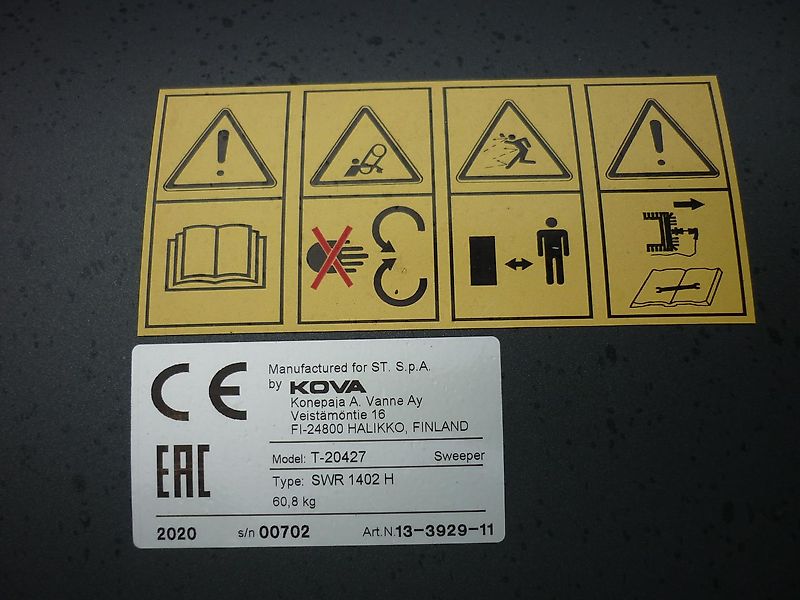 CE
Manufactured for ST. S.p.A.
by KOVA
Konepaja A. Vanne Ay
Veistämöntie 16
FI-24800 HALIKKO, FINLAND
EAC
Model: T-20427 Sweeper
Type: SWR 1402 H
60,8 kg
2020 s/n 00702 Art.N.13-3929-11